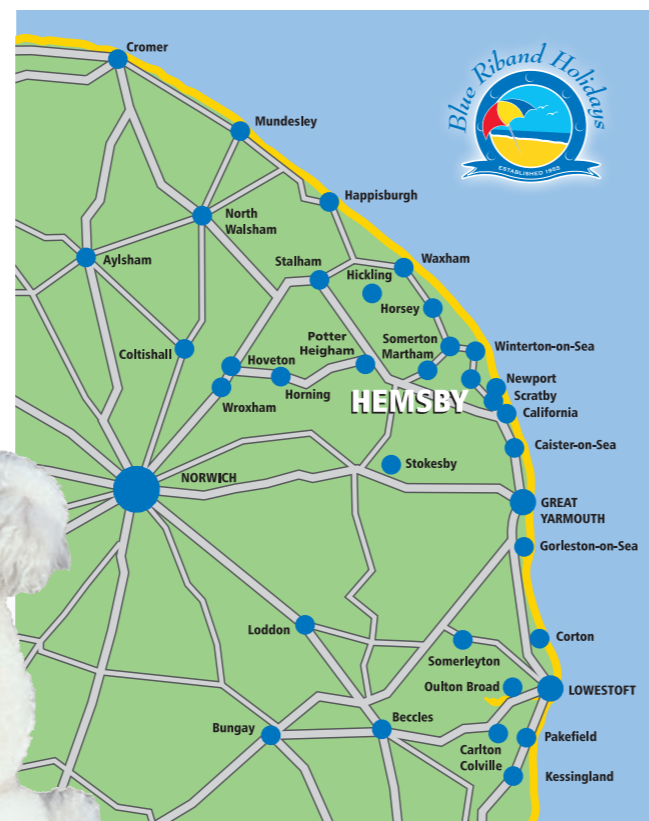 Cromer
Blue Riband Holidays
ESTABLISHED 1955
Mundesley
Happisburgh
North
Walsham
Aylsham
Stalham
Waxham
Hickling
Horsey
Potter
Heigham
Somerton
Martham
Winterton-on-Sea
Coltishall
Hoveton
Horning
Wroxham
HEMSBY
Newport
Scratby
California
Caister-on-Sea
Stokesby
NORWICH
GREAT
YARMOUTH
Gorleston-on-Sea
Loddon
Corton
Somerleyton
Oulton Broad
LOWESTOFT
Bungay
Beccles
Carlton
Colville
Pakefield
Kessingland